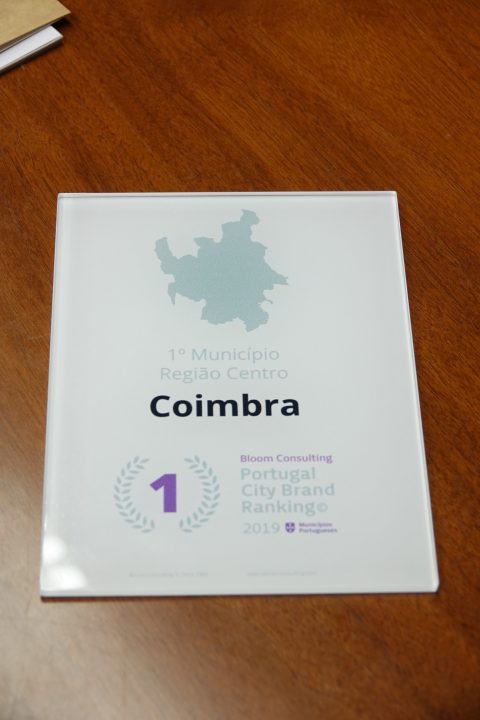 1º Município
Região Centro
Coimbra
1
Bloom Consulting
Portugal
City Brand
Ranking©
2019
Municípios
Portugueses